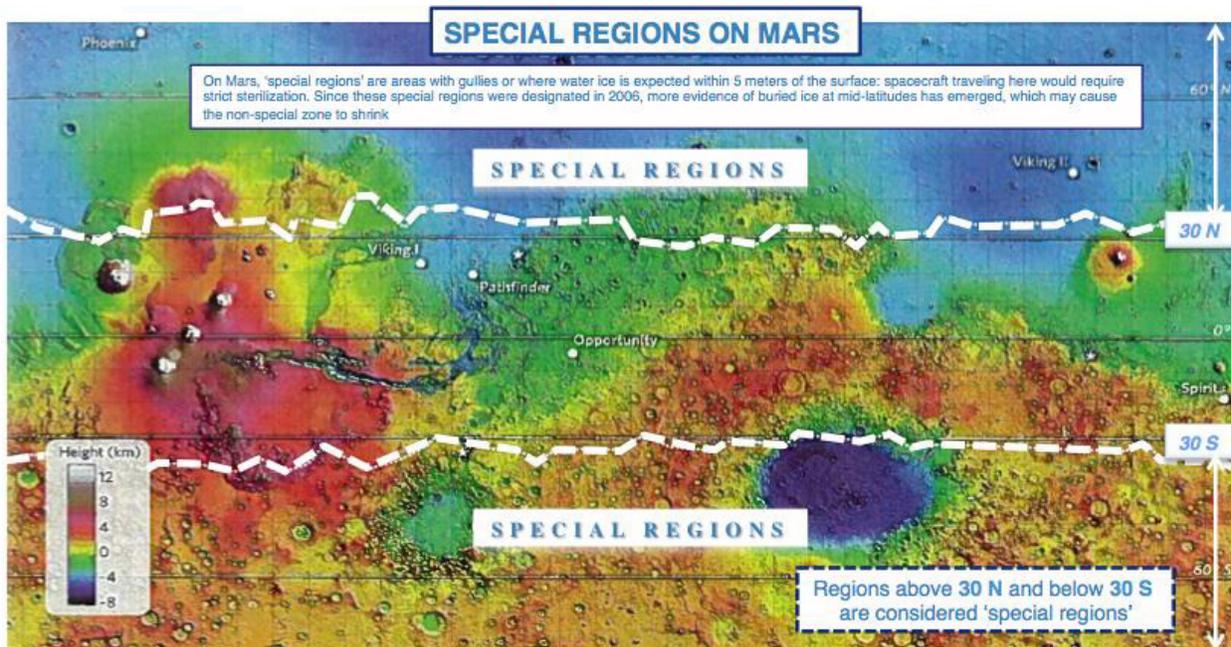 SPECIAL REGIONS ON MARS
Phoenix
On Mars, ‘special regions’ are areas with gullies or where water ice is expected within 5 meters of the surface: spacecraft traveling here would require
strict sterilization. Since these special regions were designated in 2006, more evidence of buried ice at mid-latitudes has emerged, which may cause
the non-special zone to shrink
60° N
SPECIAL REGIONS
Viking II
30 N
Viking I
Pathfinder
0°
Opportunity
Spirit
30 S
Height (km)
12
8
4
0
-4
-8
SPECIAL REGIONS
60° S
Regions above 30 N and below 30 S
are considered ‘special regions’